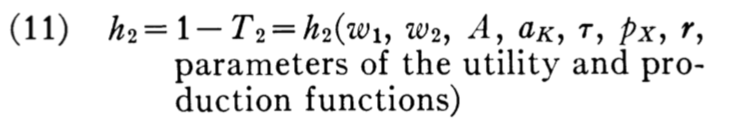 (11) h₂ = 1 − T₂ = h₂(w₁, w₂, A, a_K, τ, p_X, r,
parameters of the utility and pro-
duction functions)